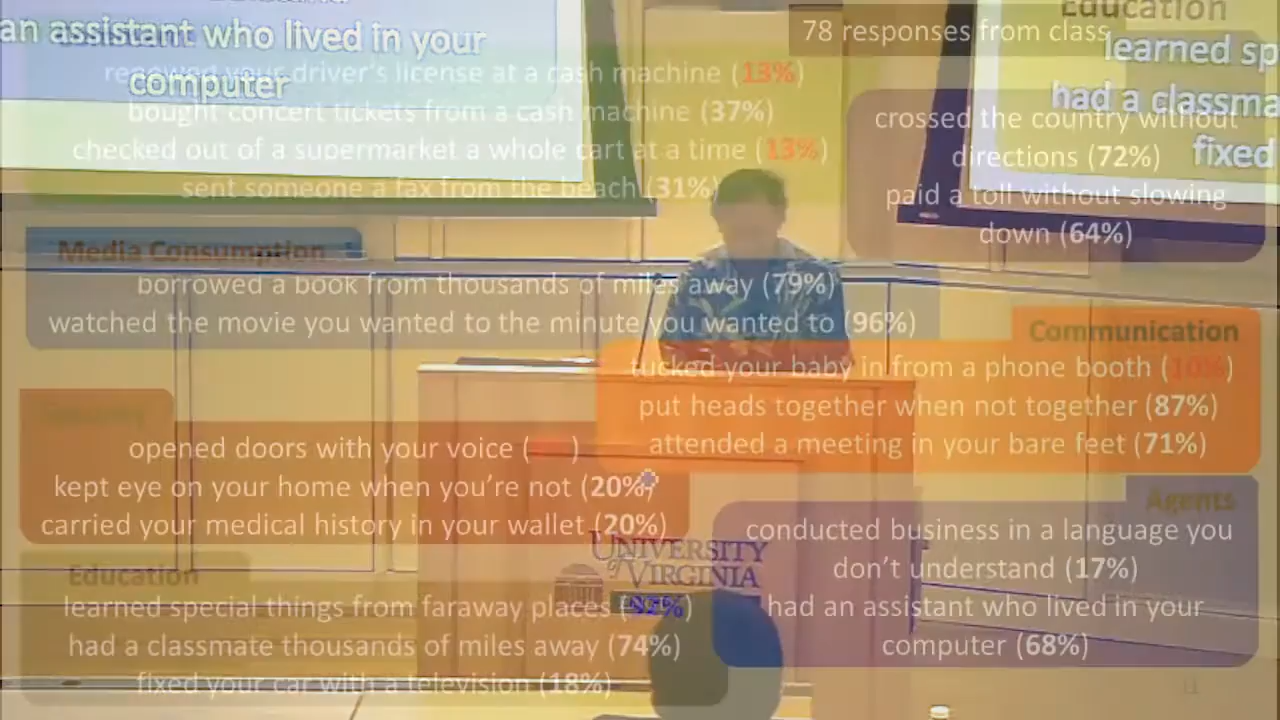 an assistant who lived in your
computer
Education
learned sp
had a classma
fixed
78 responses from class
renewed your driver's license at a cash machine (13%)
bought concert tickets from a cash machine (37%)
checked out of a supermarket a whole cart at a time (13%)
sent someone a fax from the beach (31%)
crossed the country without
directions (72%)
paid a toll without slowing
down (64%)
Media Consumption
borrowed a book from thousands of miles away (79%)
watched the movie you wanted to the minute you wanted to (96%)
Communication
tucked your baby in from a phone booth (10%)
put heads together when not together (87%)
attended a meeting in your bare feet (71%)
opened doors with your voice ( )
kept eye on your home when you're not (20%)
carried your medical history in your wallet (20%)
Agents
conducted business in a language you
don't understand (17%)
had an assistant who lived in your
computer (68%)
Education
learned special things from faraway places (92%)
had a classmate thousands of miles away (74%)
fixed your car with a television (18%)
UNIVERSITY
of VIRGINIA
11